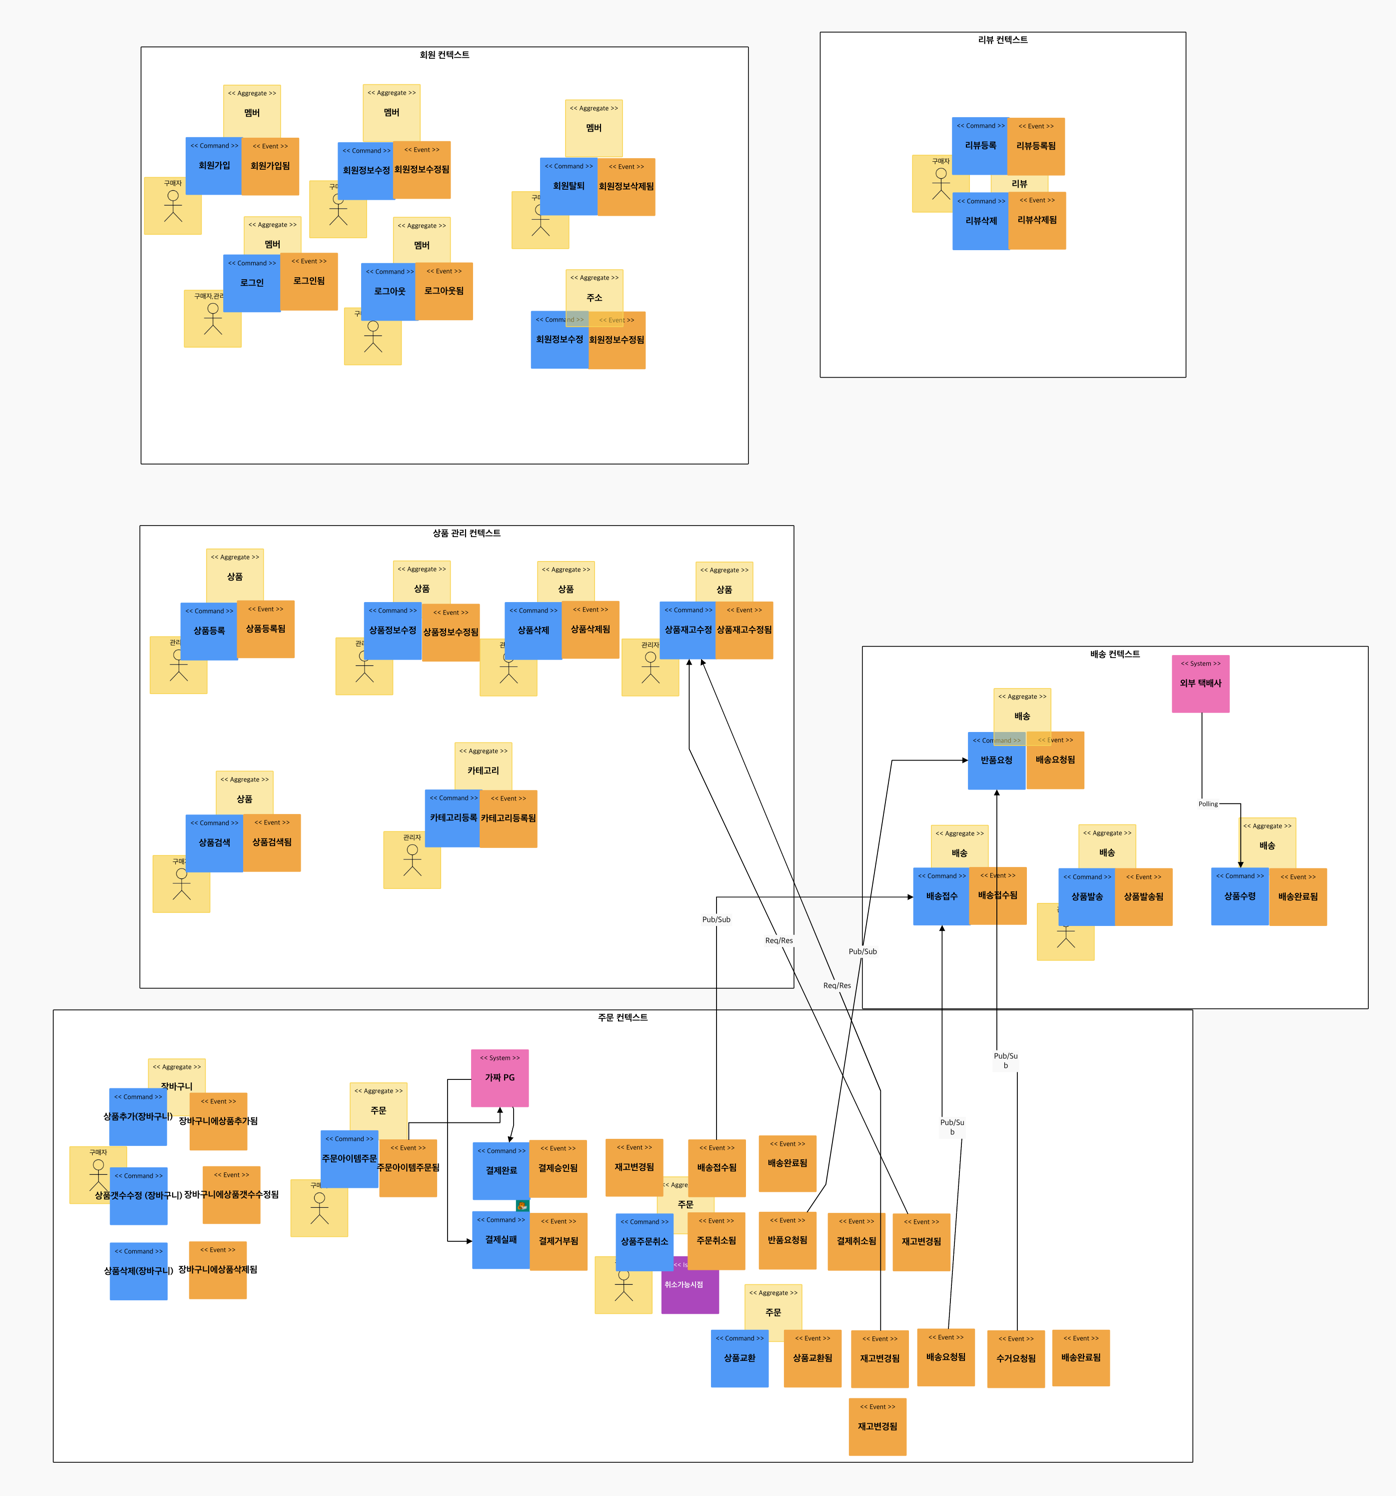 회원 컨텍스트
<< Aggregate >>
멤버
<< Command >>
회원가입
<< Event >>
회원가입됨
구매자
<< Aggregate >>
멤버
<< Command >>
회원정보수정
<< Event >>
회원정보수정됨
<< Aggregate >>
멤버
<< Command >>
회원탈퇴
<< Event >>
회원정보삭제됨
<< Aggregate >>
멤버
<< Command >>
로그인
<< Event >>
로그인됨
구매자,관리
<< Aggregate >>
멤버
<< Command >>
로그아웃
<< Event >>
로그아웃됨
<< Aggregate >>
주소
<< Command >>
회원정보수정
<< Event >>
회원정보수정됨
리뷰 컨텍스트
<< Command >>
리뷰등록
<< Event >>
리뷰등록됨
구매자
리뷰
<< Command >>
리뷰삭제
<< Event >>
리뷰삭제됨
상품 관리 컨텍스트
<< Aggregate >>
상품
<< Command >>
상품등록
<< Event >>
상품등록됨
관리
<< Aggregate >>
상품
<< Command >>
상품정보수정
<< Event >>
상품정보수정됨
관리
<< Aggregate >>
상품
<< Command >>
상품삭제
<< Event >>
상품삭제됨
<< Aggregate >>
상품
<< Command >>
상품재고수정
<< Event >>
상품재고수정됨
관리자
<< Aggregate >>
상품
<< Command >>
상품검색
<< Event >>
상품검색됨
<< Aggregate >>
카테고리
<< Command >>
카테고리등록
<< Event >>
카테고리등록됨
관리자
배송 컨텍스트
<< System >>
외부 택배사
<< Aggregate >>
배송
<< Command >>
반품요청
<< Event >>
배송요청됨
Polling
<< Aggregate >>
배송
<< Command >>
배송접수
<< Event >>
배송접수됨
<< Aggregate >>
배송
<< Command >>
상품발송
<< Event >>
상품발송됨
<< Aggregate >>
배송
<< Command >>
상품수령
<< Event >>
배송완료됨
Pub/Sub
Req/Res
Pub/Sub
Req/Res
Pub/Su
b
Pub/Su
b
주문 컨텍스트
<< Aggregate >>
장바구니
<< Command >>
상품추가(장바구니)
<< Event >>
장바구니에상품추가됨
구매자
<< Command >>
상품갯수수정 (장바구니)
<< Event >>
장바구니에상품갯수수정됨
<< Command >>
상품삭제(장바구니)
<< Event >>
장바구니에상품삭제됨
<< Aggregate >>
주문
<< Command >>
주문아이템주문
<< Event >>
주문아이템주문됨
<< System >>
가짜 PG
<< Command >>
결제완료
<< Event >>
결제승인됨
<< Command >>
결제실패
<< Event >>
결제거부됨
<< Event >>
재고변경됨
<< Event >>
배송접수됨
<< Event >>
배송완료됨
주문
<< Command >>
상품주문취소
<< Event >>
주문취소됨
<< Event >>
반품요청됨
<< Event >>
결제취소됨
<< Event >>
재고변경됨
취소가능시점
<< Aggregate >>
주문
<< Command >>
상품교환
<< Event >>
상품교환됨
<< Event >>
재고변경됨
<< Event >>
배송요청됨
<< Event >>
수거요청됨
<< Event >>
배송완료됨
<< Event >>
재고변경됨